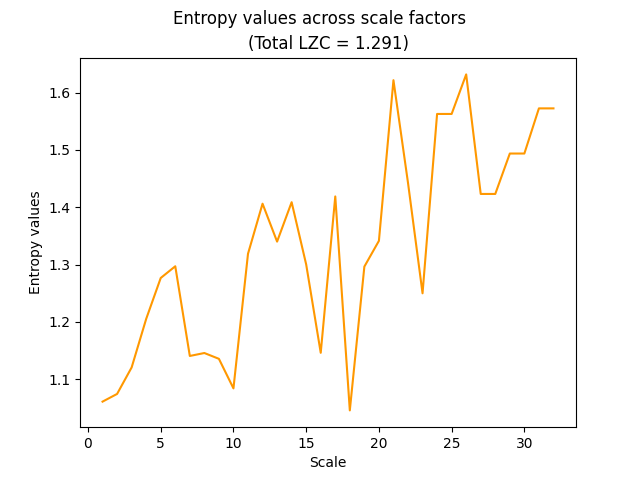 Entropy values across scale factors
(Total LZC = 1.291)
Entropy values
1.6
1.5
1.4
1.3
1.2
1.1
0 5 10 15 20 25 30
Scale